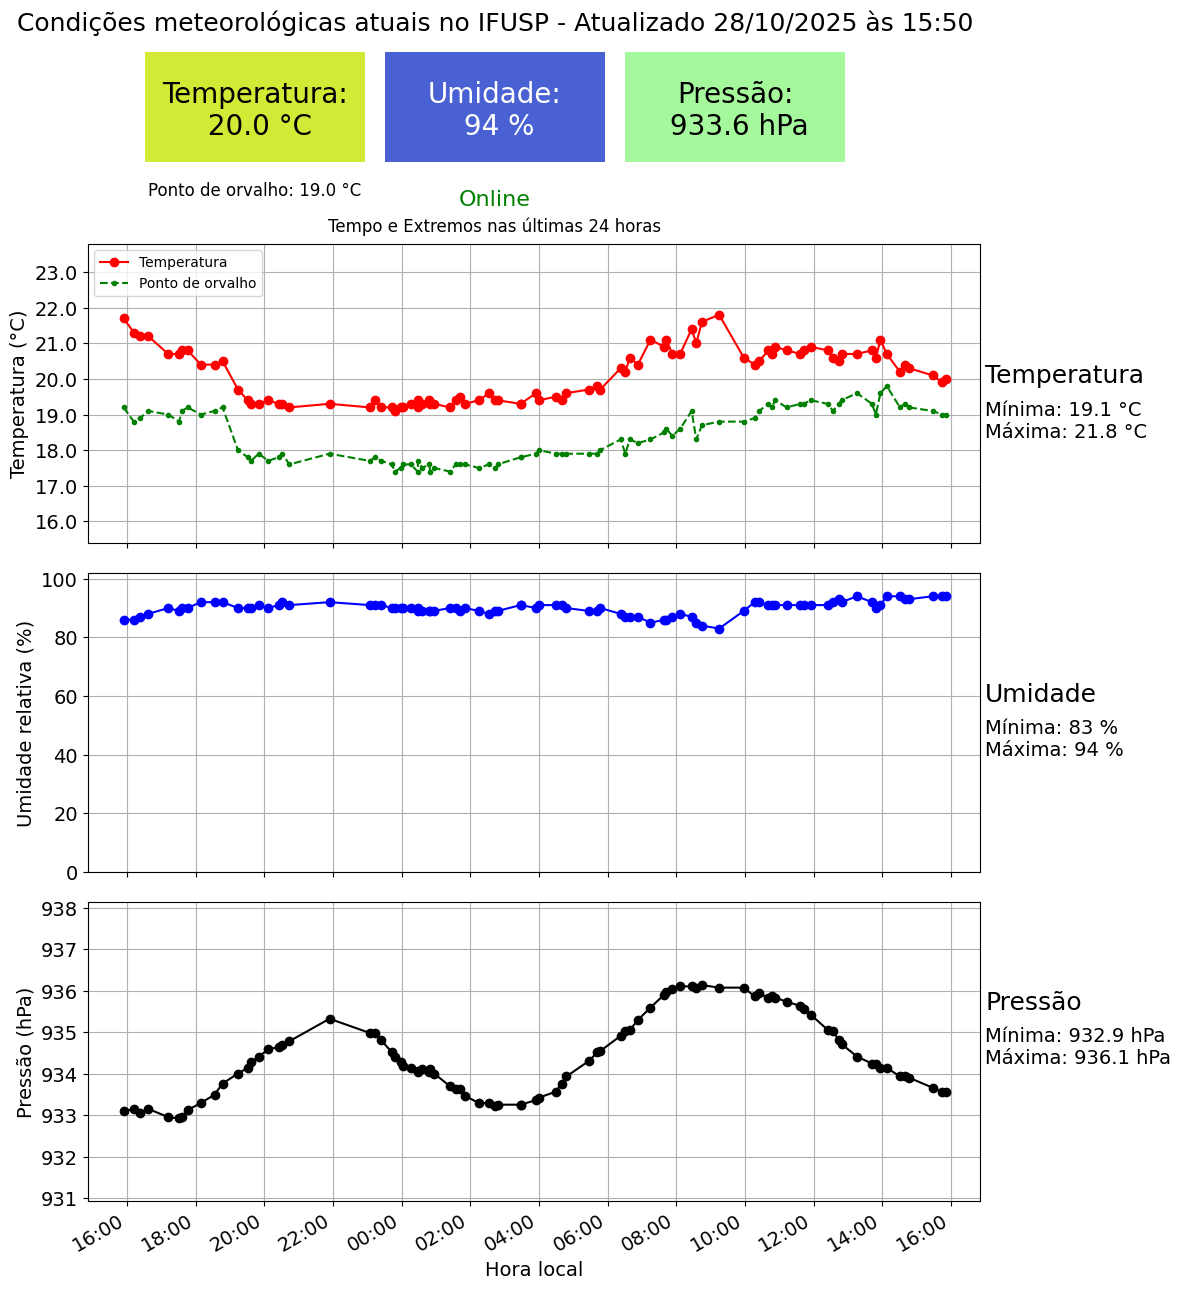 Condições meteorológicas atuais no IFUSP - Atualizado 28/10/2025 às 15:50
Temperatura:
20.0 °C
Umidade:
94 %
Pressão:
933.6 hPa
Ponto de orvalho: 19.0 °C
Online
Tempo e Extremos nas últimas 24 horas
Temperatura (°C)
23.0
22.0
21.0
20.0
19.0
18.0
17.0
16.0
Temperatura
Ponto de orvalho
Temperatura
Mínima: 19.1 °C
Máxima: 21.8 °C
Umidade relativa (%)
100
80
60
40
20
0
Umidade
Mínima: 83 %
Máxima: 94 %
Pressão (hPa)
938
937
936
935
934
933
932
931
Pressão
Mínima: 932.9 hPa
Máxima: 936.1 hPa
16:00
18:00
20:00
22:00
00:00
02:00
04:00
06:00
08:00
10:00
12:00
14:00
16:00
Hora local